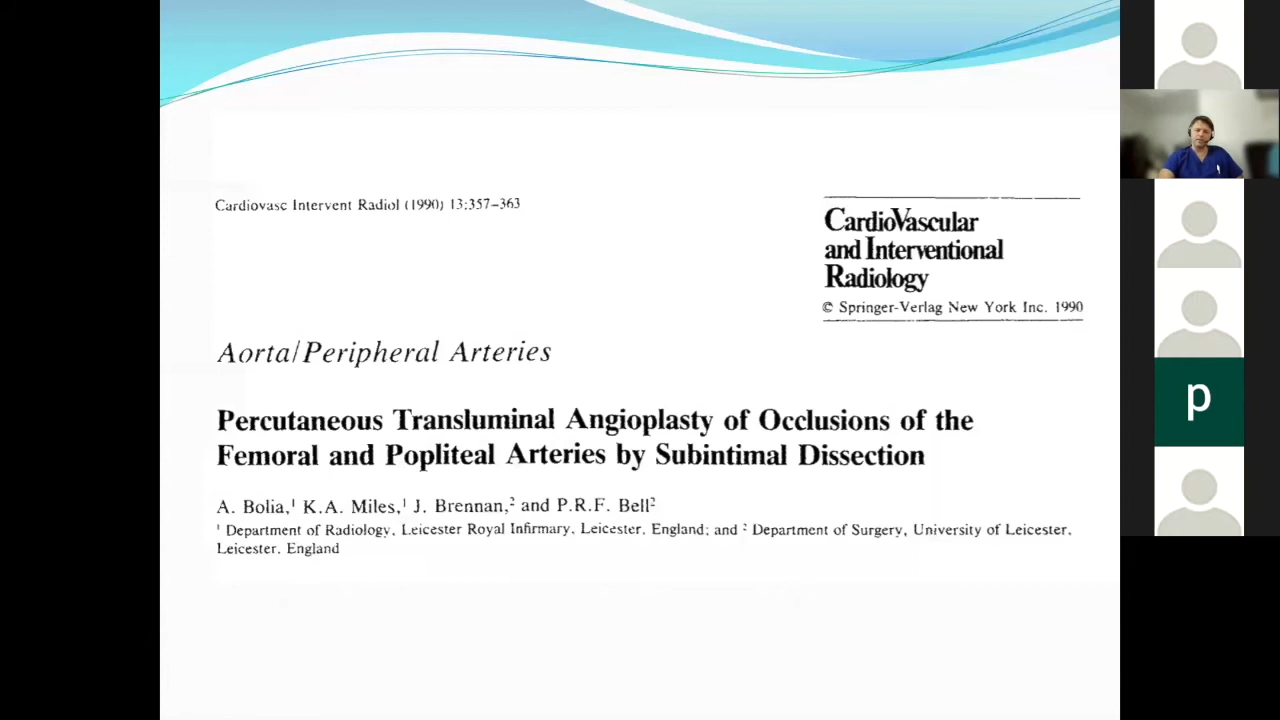 Cardiovasc Intervent Radiol (1990) 13:357–363
CardioVascular
and Interventional
Radiology
© Springer-Verlag New York Inc. 1990
Aorta/Peripheral Arteries
Percutaneous Transluminal Angioplasty of Occlusions of the
Femoral and Popliteal Arteries by Subintimal Dissection
A. Bolia,¹ K.A. Miles,¹ J. Brennan,² and P.R.F. Bell²
¹ Department of Radiology, Leicester Royal Infirmary, Leicester, England; and ² Department of Surgery, University of Leicester,
Leicester, England
p